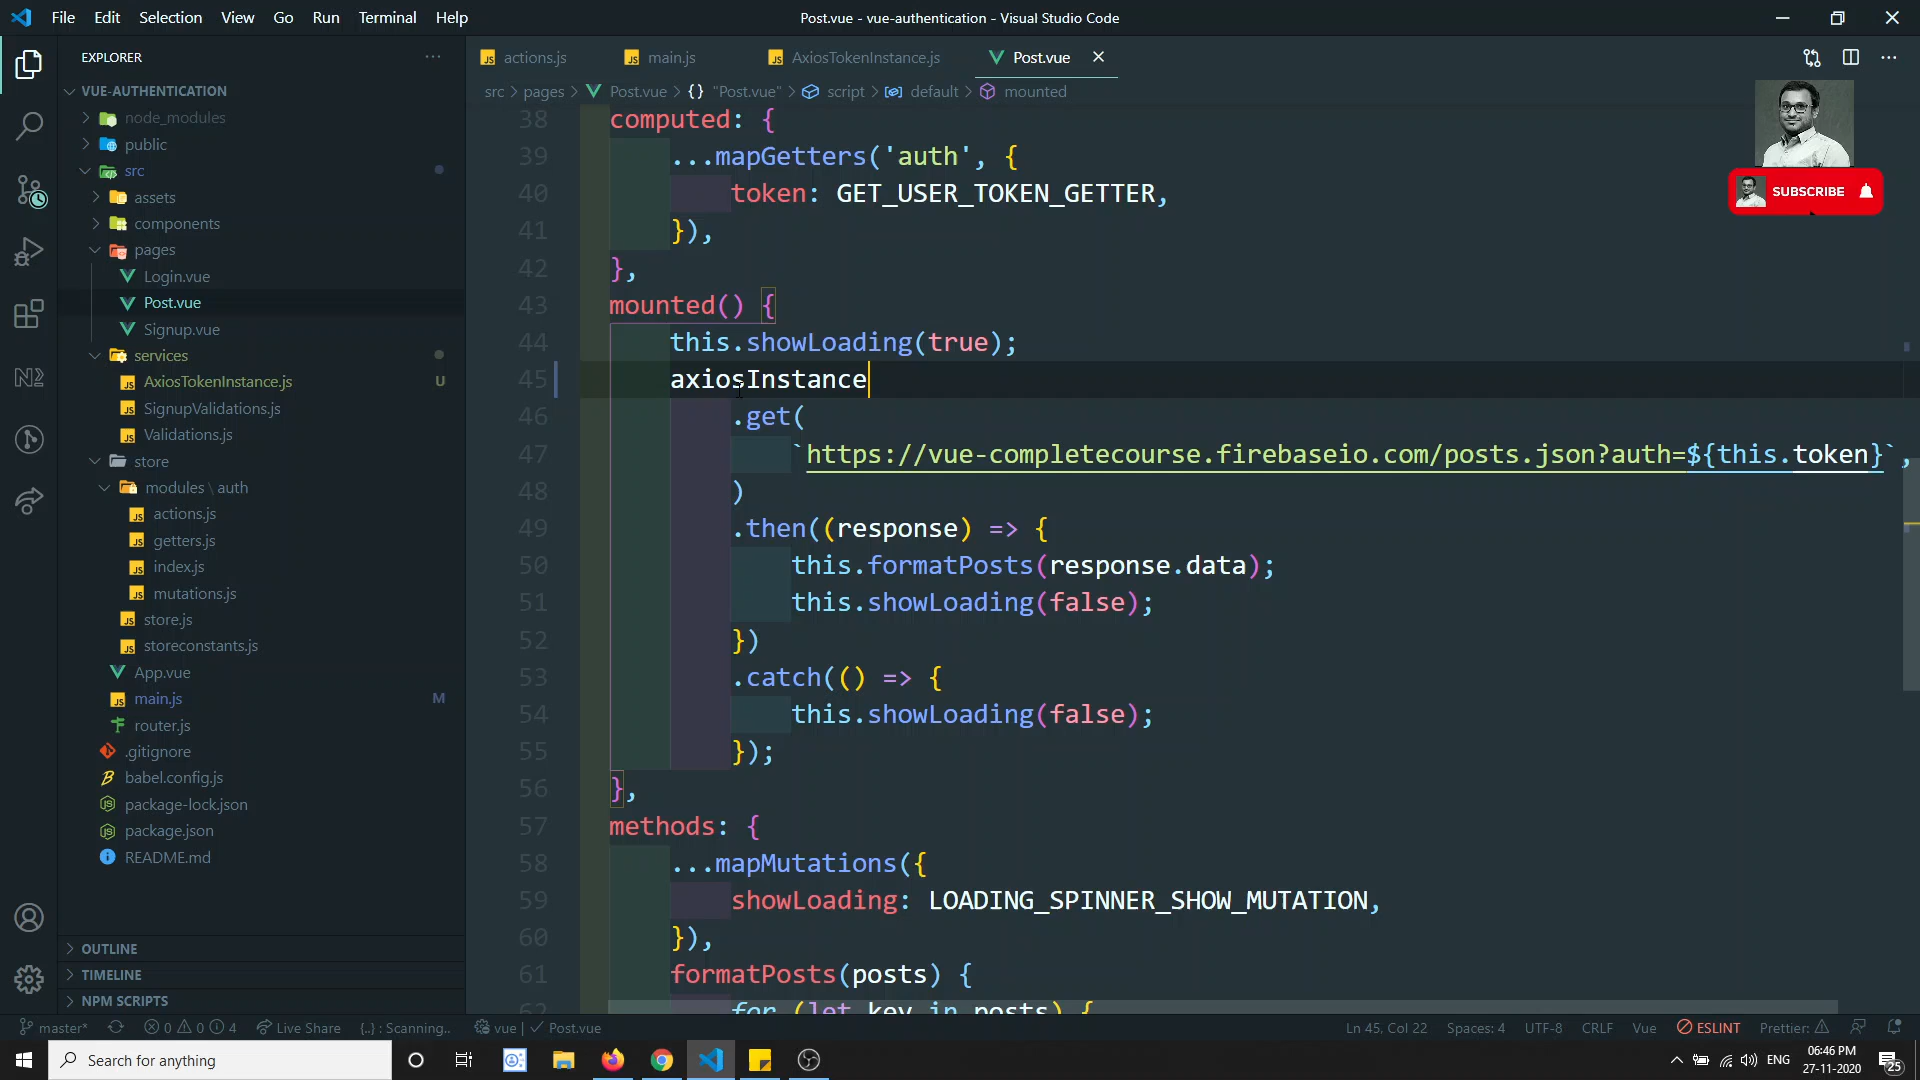 File Edit Selection View Go Run Terminal Help
Post.vue - vue-authentication - Visual Studio Code
EXPLORER
VUE-AUTHENTICATION
node_modules
public
src
assets
components
pages
Login.vue
Post.vue
Signup.vue
services
AxiosTokenInstance.js U
SignupValidations.js
Validations.js
store
modules \ auth
actions.js
getters.js
index.js
mutations.js
store.js
storeconstants.js
App.vue
main.js M
router.js
.gitignore
babel.config.js
package-lock.json
package.json
README.md
OUTLINE
TIMELINE
NPM SCRIPTS
actions.js main.js AxiosTokenInstance.js Post.vue
src > pages > Post.vue > {} "Post.vue" > script > default > mounted
SUBSCRIBE
38 computed: {
39 ...mapGetters('auth', {
40 token: GET_USER_TOKEN_GETTER,
41 }),
42 },
43 mounted() {
44 this.showLoading(true);
45 axiosInstance
46 .get(
47 `https://vue-completecourse.firebaseio.com/posts.json?auth=${this.token}`,
48 )
49 .then((response) => {
50 this.formatPosts(response.data);
51 this.showLoading(false);
52 })
53 .catch(() => {
54 this.showLoading(false);
55 });
56 },
57 methods: {
58 ...mapMutations({
59 showLoading: LOADING_SPINNER_SHOW_MUTATION,
60 }),
61 formatPosts(posts) {
62 for (let key in posts) {
master* 0 0 4 Live Share {..} : Scanning.. vue | Post.vue
Ln 45, Col 22 Spaces: 4 UTF-8 CRLF Vue ESLINT Prettier:
Search for anything
ENG
06:46 PM
27-11-2020
25